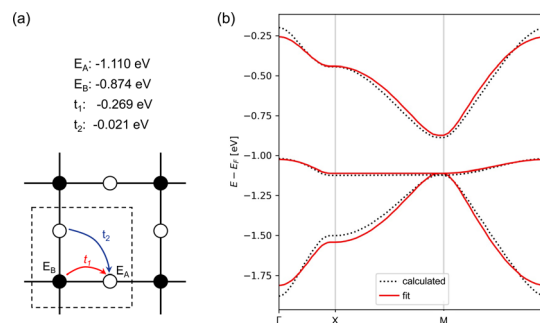 (a)
E_A: -1.110 eV
E_B: -0.874 eV
t_1: -0.269 eV
t_2: -0.021 eV
t_2
E_B
t_1
E_A
(b)
E − E_F [eV]
−0.25
−0.50
−0.75
−1.00
−1.25
−1.50
−1.75
calculated
fit
Γ
X
M